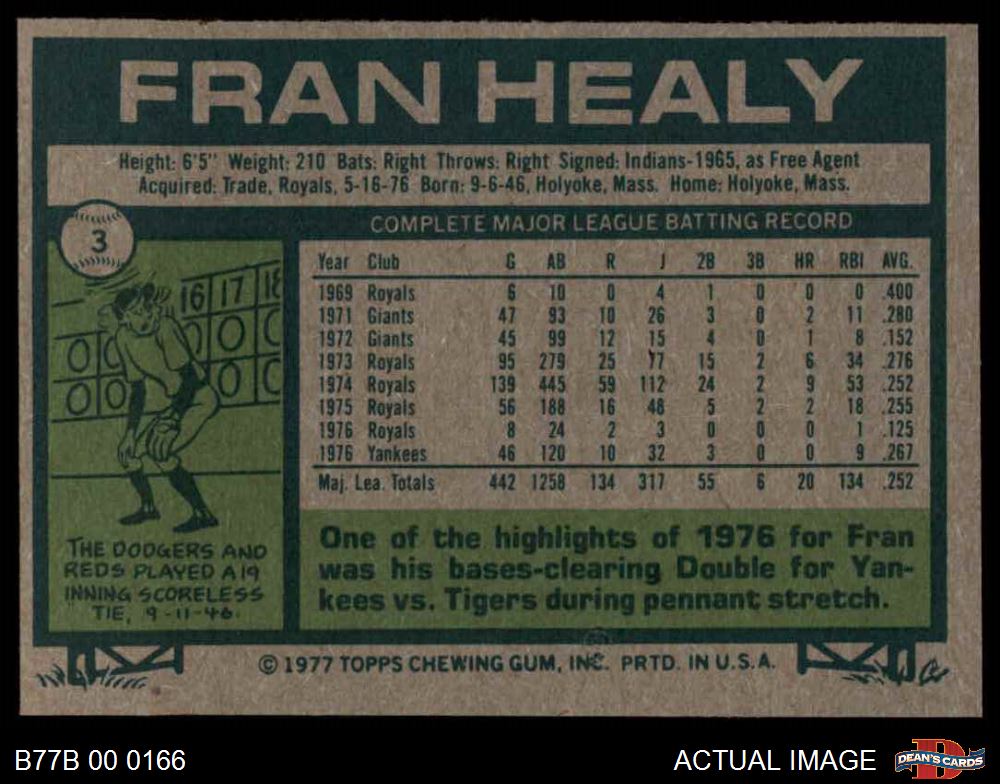 FRAN HEALY
Height: 6'5" Weight: 210 Bats: Right Throws: Right Signed: Indians-1965, as Free Agent
Acquired: Trade, Royals, 5-16-76 Born: 9-6-46, Holyoke, Mass. Home: Holyoke, Mass.
3
COMPLETE MAJOR LEAGUE BATTING RECORD
Year Club G AB R J 2B 3B HR RBI AVG.
1969 Royals 6 10 0 4 1 0 0 0 .400
1971 Giants 47 93 10 26 3 0 2 11 .280
1972 Giants 45 99 12 15 4 0 1 8 .152
1973 Royals 95 279 25 77 15 2 6 34 .276
1974 Royals 139 445 59 112 24 2 9 53 .252
1975 Royals 56 188 16 48 5 2 2 18 .255
1976 Royals 8 24 2 3 0 0 0 1 .125
1976 Yankees 46 120 10 32 3 0 0 9 .267
Maj. Lea. Totals 442 1258 134 317 55 6 20 134 .252
16 17 18
0 0 0 0
0 0 0 0
THE DODGERS AND
REDS PLAYED A 19
INNING SCORELESS
TIE, 9-11-46.
One of the highlights of 1976 for Fran
was his bases-clearing Double for Yan-
kees vs. Tigers during pennant stretch.
© 1977 TOPPS CHEWING GUM, INC. PRTD. IN U.S.A.
B77B 00 0166
ACTUAL IMAGE
D
DEAN'S CARDS